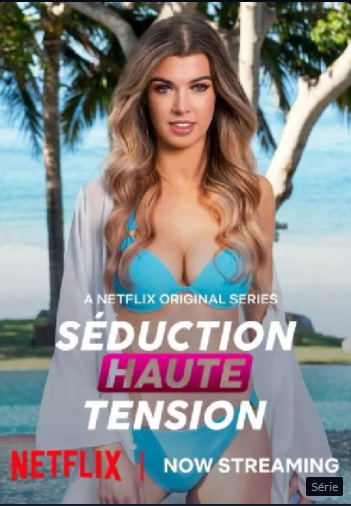 A NETFLIX ORIGINAL SERIES
SÉDUCTION
HAUTE
TENSION
NETFLIX | NOW STREAMING
Série